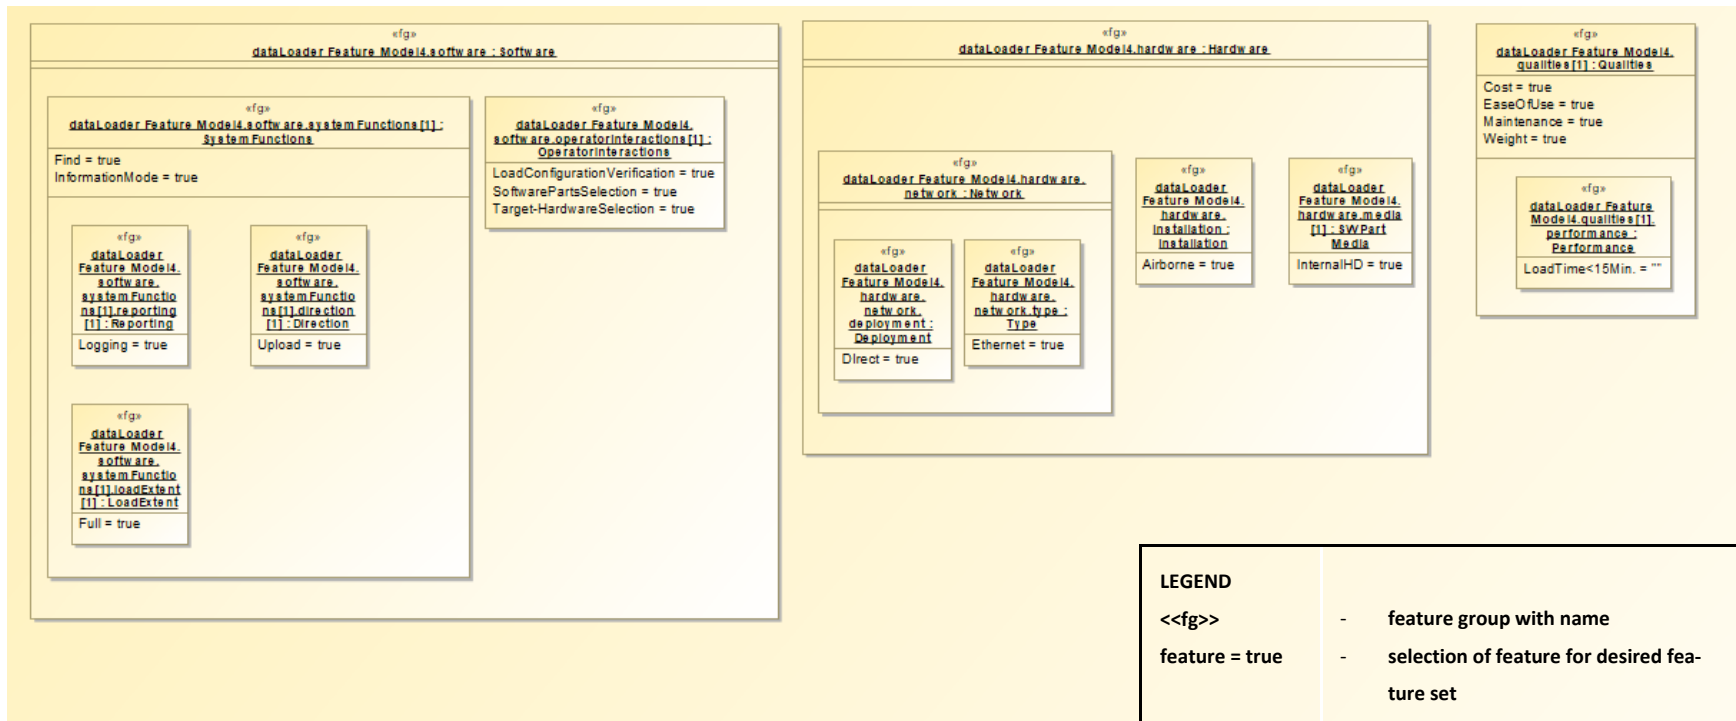 «fg»
dataLoader Feature Model4.software : Software
«fg»
dataLoader Feature Model4.software.systemFunctions[1] :
SystemFunctions
Find = true
InformationMode = true
«fg»
dataLoader
Feature Model4.
software.
systemFunctio
ns[1].reporting
[1] : Reporting
Logging = true
«fg»
dataLoader
Feature Model4.
software.
systemFunctio
ns[1].direction
[1] : Direction
Upload = true
«fg»
dataLoader
Feature Model4.
software.
systemFunctio
ns[1].loadExtent
[1] : LoadExtent
Full = true
«fg»
dataLoader Feature Model4.
software.operatorInteractions[1] :
OperatorInteractions
LoadConfigurationVerification = true
SoftwarePartsSelection = true
Target-HardwareSelection = true
«fg»
dataLoader Feature Model4.hardware : Hardware
«fg»
dataLoader Feature Model4.hardware.
network : Network
«fg»
dataLoader
Feature Model4.
hardware.
network.
deployment :
Deployment
DIrect = true
«fg»
dataLoader
Feature Model4.
hardware.
network.type :
Type
Ethernet = true
«fg»
dataLoader
Feature Model4.
hardware.
installation :
Installation
Airborne = true
«fg»
dataLoader
Feature Model4.
hardware.media
[1] : SWPart
Media
InternalHD = true
«fg»
dataLoader Feature Model4.
qualities[1] : Qualities
Cost = true
EaseOfUse = true
Maintenance = true
Weight = true
«fg»
dataLoader Feature
Model4.qualities[1].
performance :
Performance
LoadTime<15Min. = ""
LEGEND
<<fg>> - feature group with name
feature = true - selection of feature for desired fea-
ture set